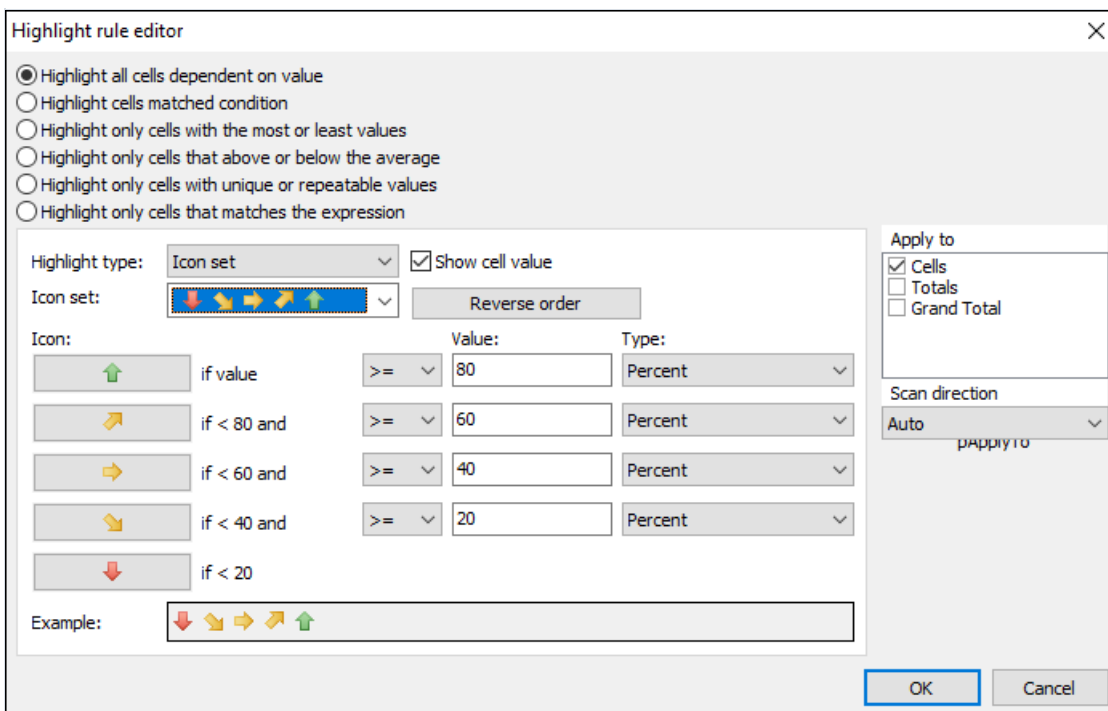 Highlight rule editor
Highlight all cells dependent on value
Highlight cells matched condition
Highlight only cells with the most or least values
Highlight only cells that above or below the average
Highlight only cells with unique or repeatable values
Highlight only cells that matches the expression
Highlight type: Icon set Show cell value
Icon set: Reverse order
Icon: Value: Type:
if value >= 80 Percent
if < 80 and >= 60 Percent
if < 60 and >= 40 Percent
if < 40 and >= 20 Percent
if < 20
Example:
Apply to
Cells
Totals
Grand Total
Scan direction
Auto
pApplyTo
OK Cancel